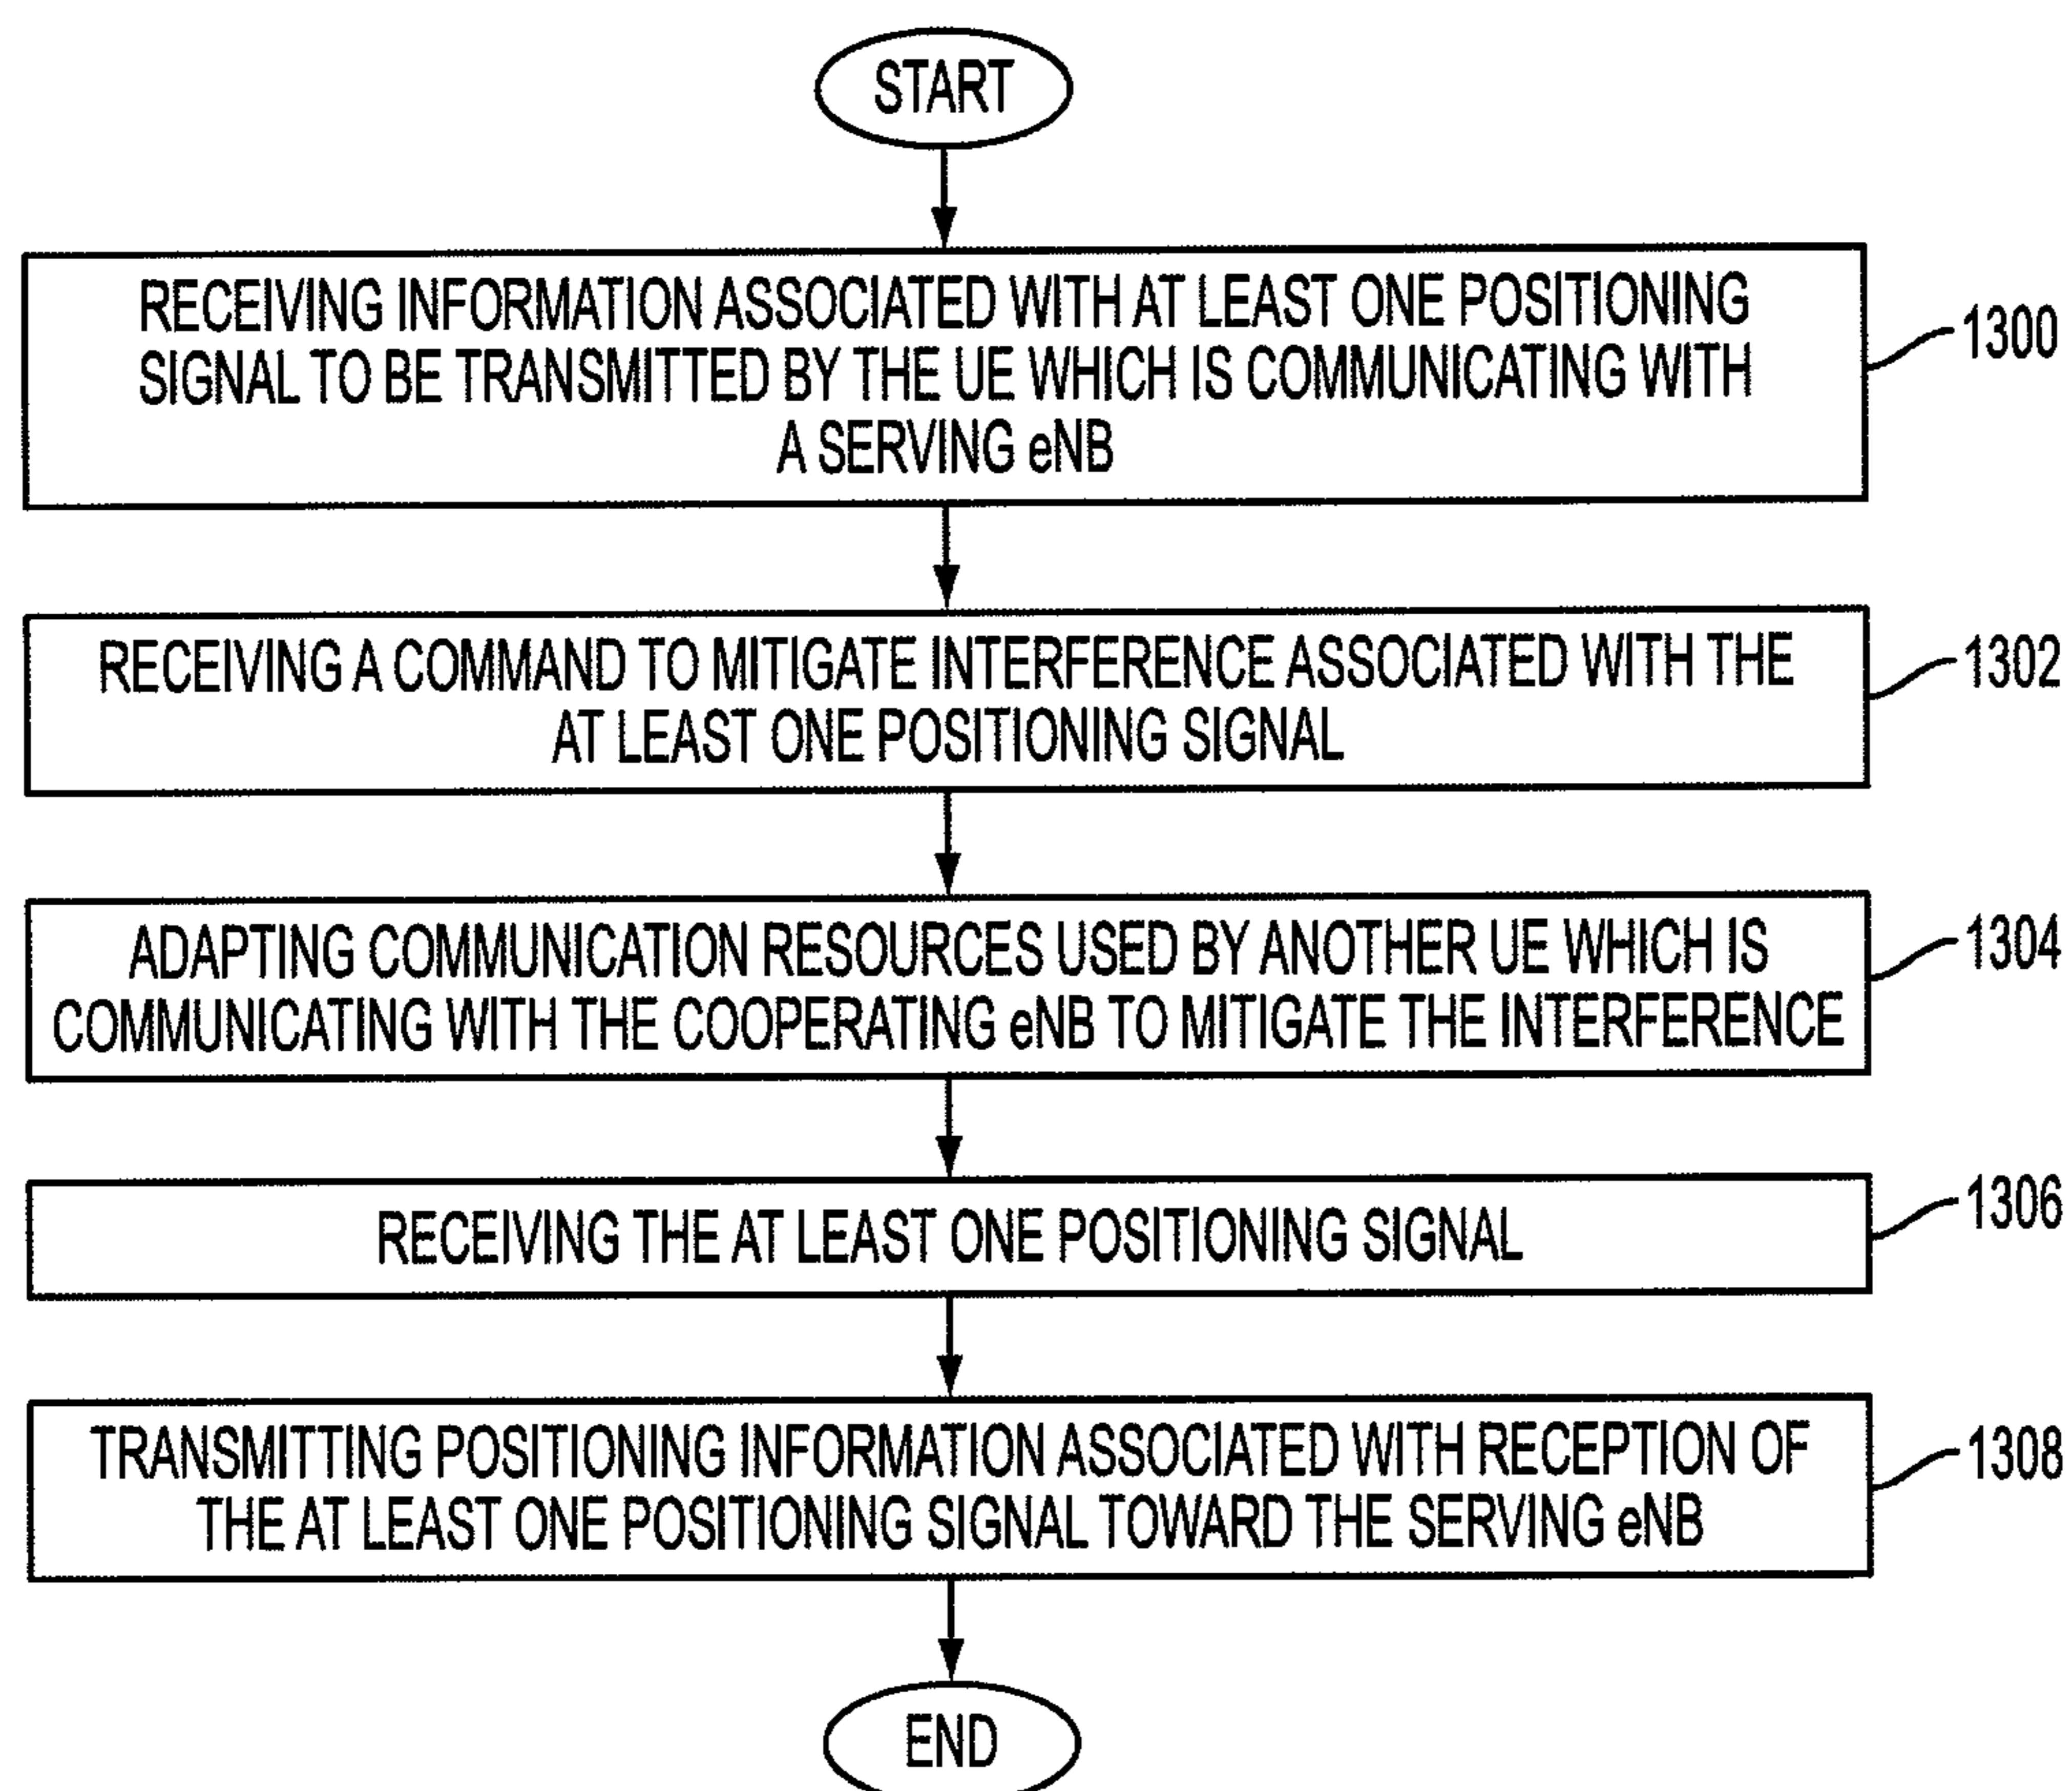 START
RECEIVING INFORMATION ASSOCIATED WITH AT LEAST ONE POSITIONING
SIGNAL TO BE TRANSMITTED BY THE UE WHICH IS COMMUNICATING WITH
A SERVING eNB
1300
RECEIVING A COMMAND TO MITIGATE INTERFERENCE ASSOCIATED WITH THE
AT LEAST ONE POSITIONING SIGNAL
1302
ADAPTING COMMUNICATION RESOURCES USED BY ANOTHER UE WHICH IS
COMMUNICATING WITH THE COOPERATING eNB TO MITIGATE THE INTERFERENCE
1304
RECEIVING THE AT LEAST ONE POSITIONING SIGNAL
1306
TRANSMITTING POSITIONING INFORMATION ASSOCIATED WITH RECEPTION OF
THE AT LEAST ONE POSITIONING SIGNAL TOWARD THE SERVING eNB
1308
END